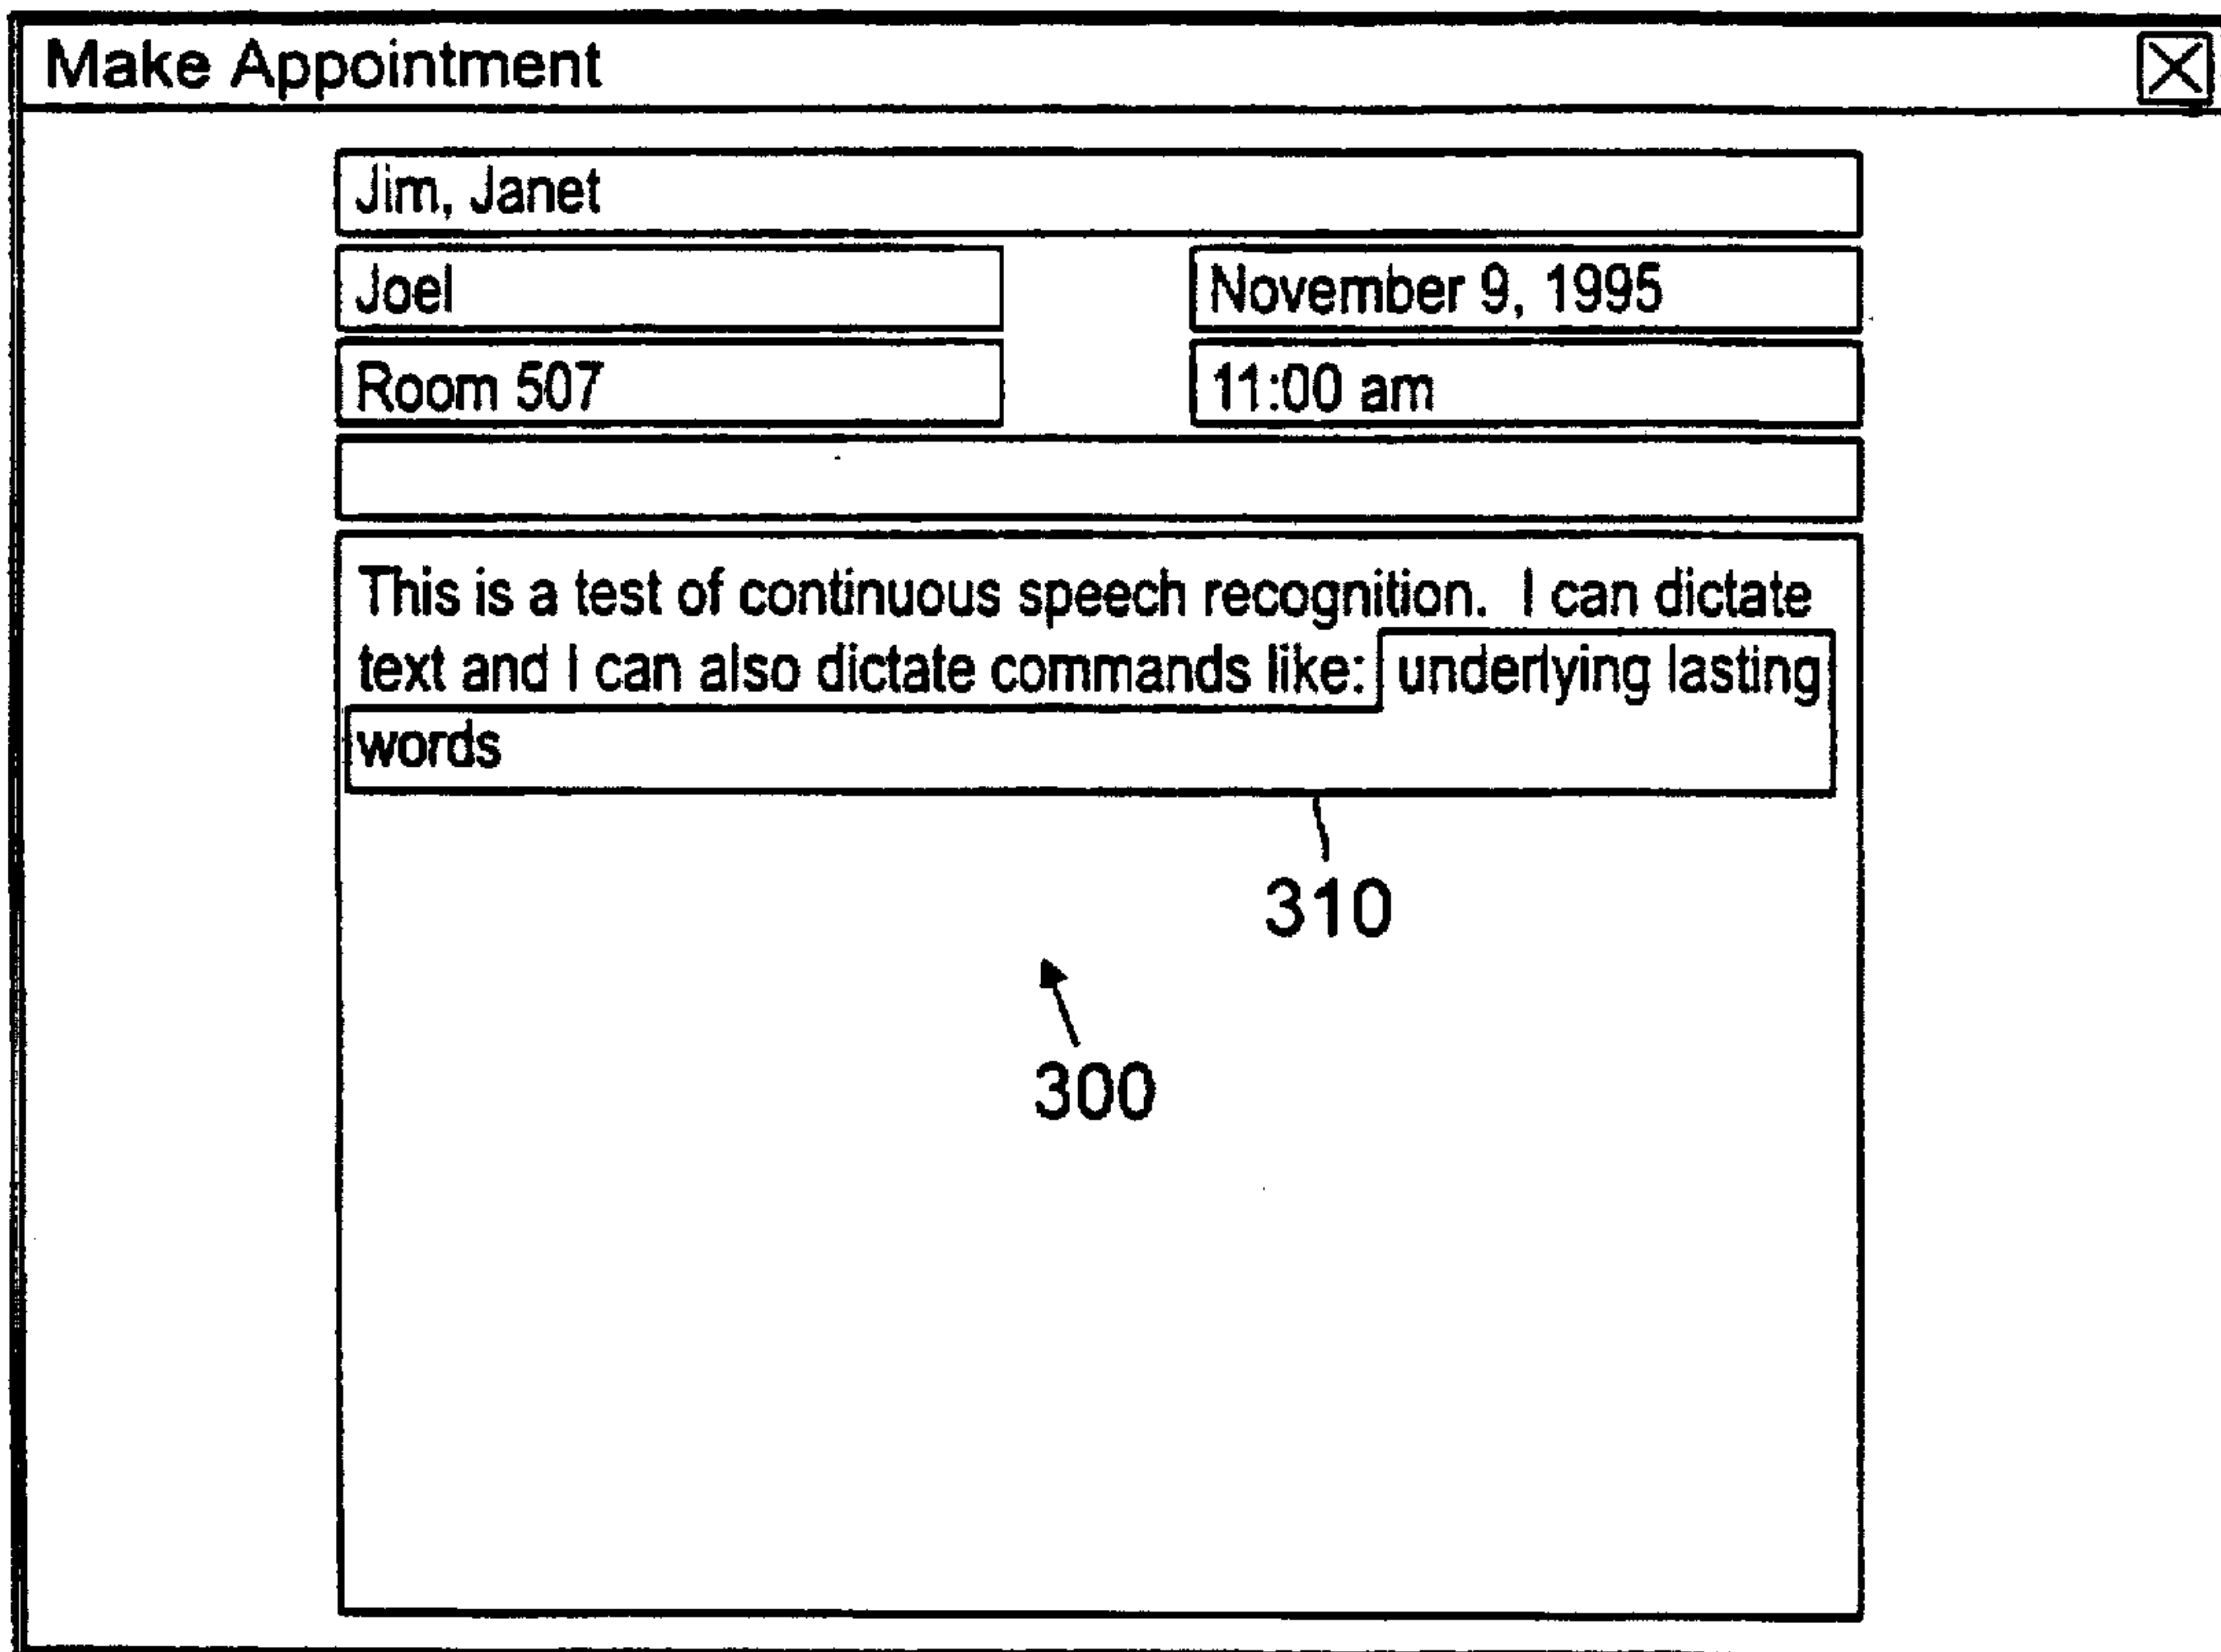 Make Appointment
Jim, Janet
Joel
November 9, 1995
Room 507
11:00 am
This is a test of continuous speech recognition.  I can dictate
text and I can also dictate commands like: underlying lasting
words
310
300